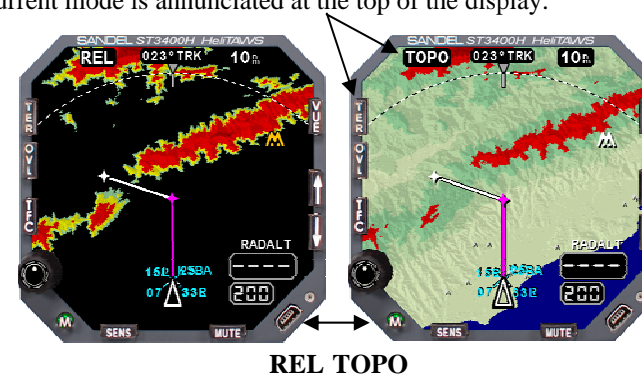 urrent mode is annunciated at the top of the display.
SANDEL ST3400H HeliTAWS
REL 023° TRK 10
TER
OVL
TFC
VUE
RADALT
----
200
M
SENS MUTE
SANDEL ST3400H HeliTAWS
TOPO 023° TRK 10
TER
OVL
TFC
RADALT
----
200
M
SENS MUTE
REL TOPO